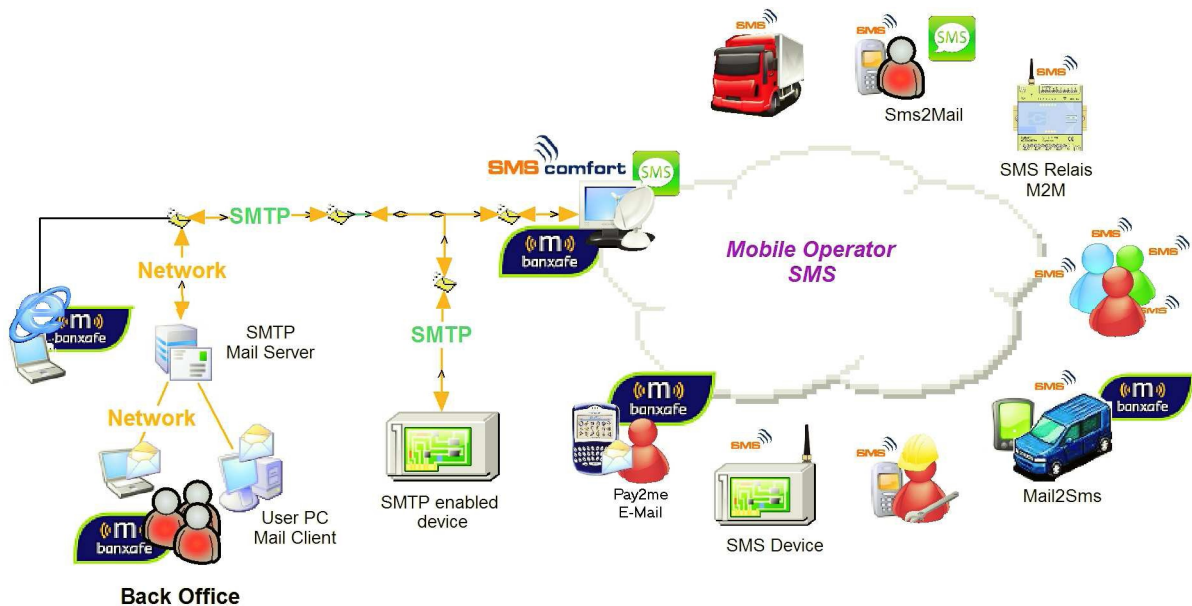 SMS
SMS
SMS
Sms2Mail
SMS
SMS Relais
M2M
SMS comfort
SMS
SMTP
m
banxafe
Mobile Operator
SMS
SMS
SMS
SMS
SMS
Network
m
banxafe
SMTP
Mail Server
SMTP
Network
m
banxafe
SMS
m
banxafe
SMS
SMS
Pay2me
E-Mail
Mail2Sms
SMTP enabled
device
User PC
Mail Client
SMS Device
m
banxafe
Back Office